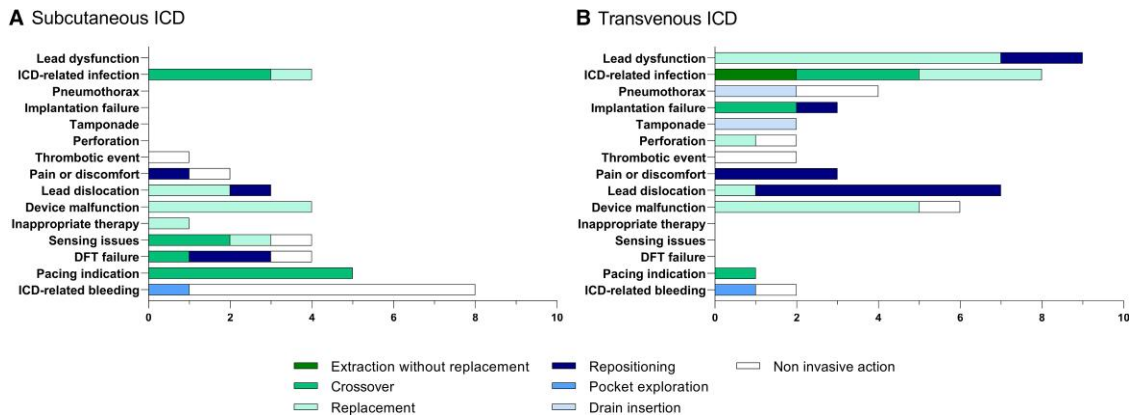 A Subcutaneous ICD
Lead dysfunction
ICD-related infection
Pneumothorax
Implantation failure
Tamponade
Perforation
Thrombotic event
Pain or discomfort
Lead dislocation
Device malfunction
Inappropriate therapy
Sensing issues
DFT failure
Pacing indication
ICD-related bleeding
0 2 4 6 8 10
B Transvenous ICD
Lead dysfunction
ICD-related infection
Pneumothorax
Implantation failure
Tamponade
Perforation
Thrombotic event
Pain or discomfort
Lead dislocation
Device malfunction
Inappropriate therapy
Sensing issues
DFT failure
Pacing indication
ICD-related bleeding
0 2 4 6 8 10
Extraction without replacement
Crossover
Replacement
Repositioning
Pocket exploration
Drain insertion
Non invasive action